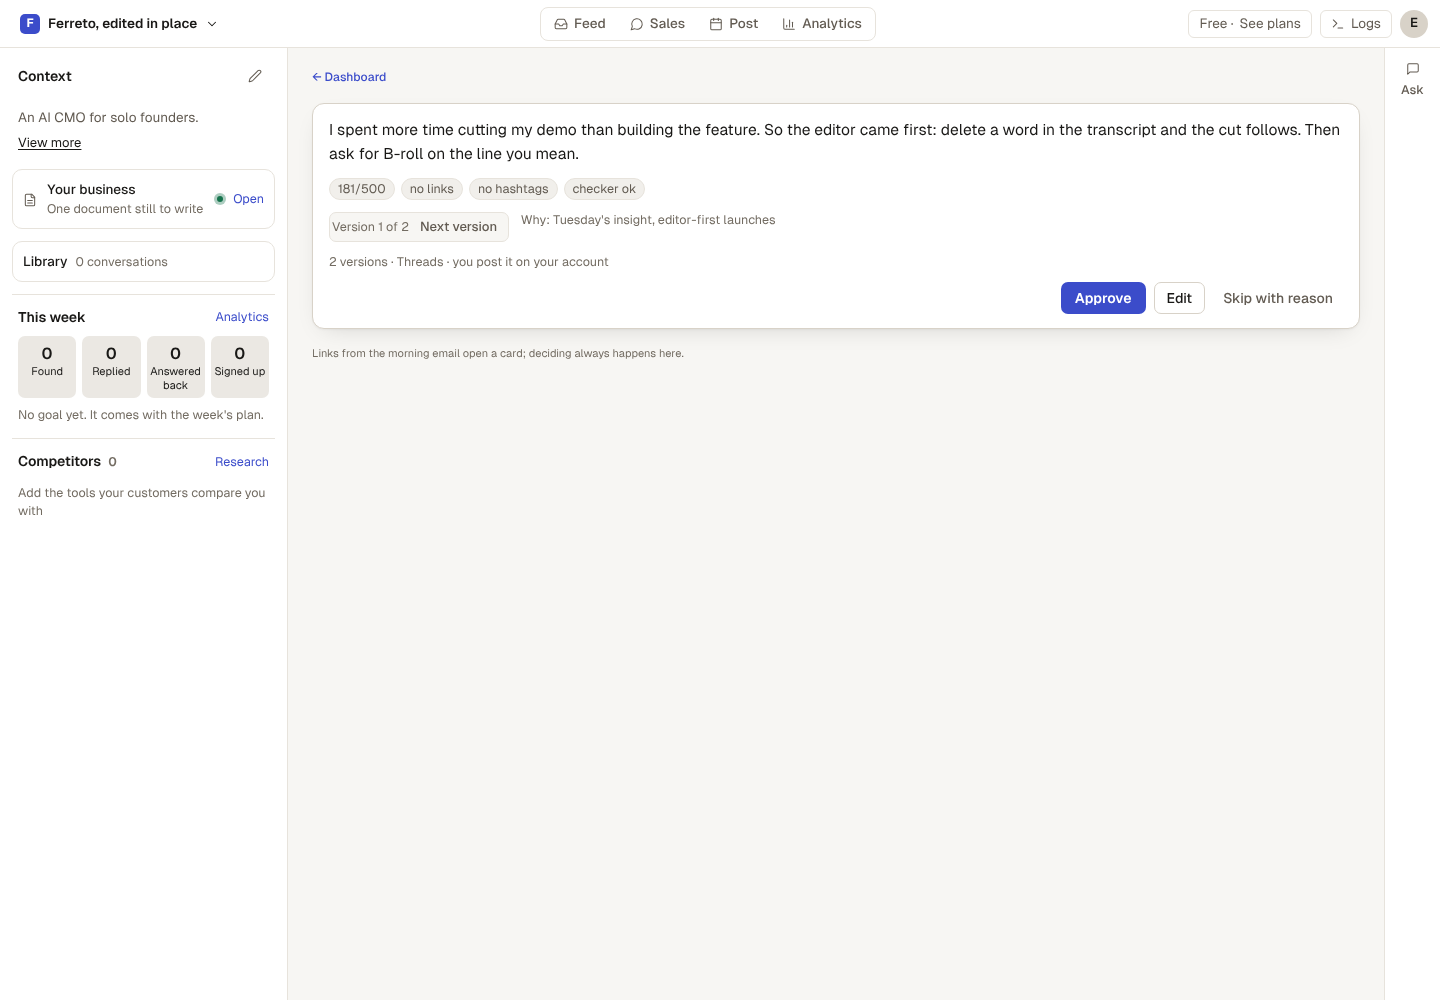 F Ferreto, edited in place
Feed Sales Post Analytics
Free · See plans Logs E
Context
An AI CMO for solo founders.
View more
Your business
One document still to write
Open
Library 0 conversations
This week Analytics
0 Found
0 Replied
0 Answered back
0 Signed up
No goal yet. It comes with the week's plan.
Competitors 0 Research
Add the tools your customers compare you
with
← Dashboard
I spent more time cutting my demo than building the feature. So the editor came first: delete a word in the transcript and the cut follows. Then
ask for B-roll on the line you mean.
181/500 no links no hashtags checker ok
Version 1 of 2 Next version Why: Tuesday's insight, editor-first launches
2 versions · Threads · you post it on your account
Approve Edit Skip with reason
Links from the morning email open a card; deciding always happens here.
Ask